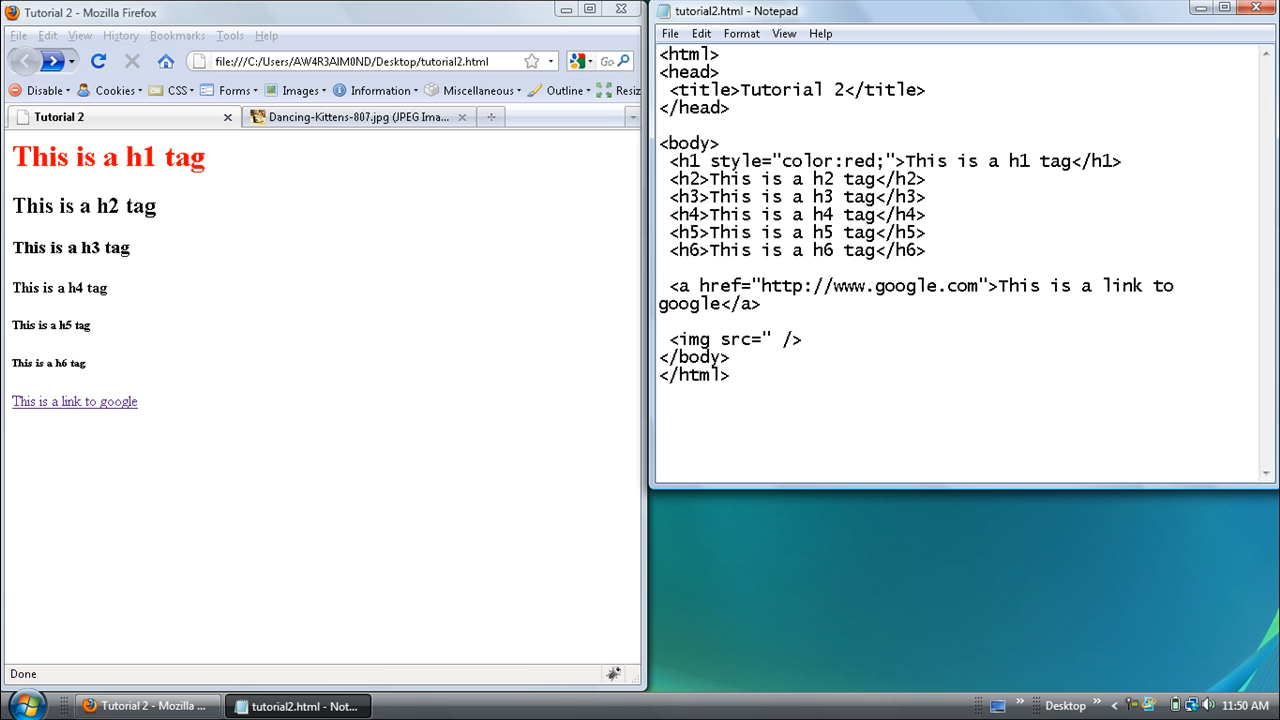 Tutorial 2 - Mozilla Firefox
File Edit View History Bookmarks Tools Help
file:///C:/Users/AW4R3AIM0ND/Desktop/tutorial2.html
Go
Disable Cookies CSS Forms Images Information Miscellaneous Outline Resiz
Tutorial 2
Dancing-Kittens-807.jpg (JPEG Ima...
This is a h1 tag
This is a h2 tag
This is a h3 tag
This is a h4 tag
This is a h5 tag
This is a h6 tag
This is a link to google
Done
tutorial2.html - Notepad
File Edit Format View Help
<html>
<head>
<title>Tutorial 2</title>
</head>
<body>
<h1 style="color:red;">This is a h1 tag</h1>
<h2>This is a h2 tag</h2>
<h3>This is a h3 tag</h3>
<h4>This is a h4 tag</h4>
<h5>This is a h5 tag</h5>
<h6>This is a h6 tag</h6>
<a href="http://www.google.com">This is a link to
google</a>
<img src=" />
</body>
</html>
Tutorial 2 - Mozilla ...
tutorial2.html - Not...
Desktop
11:50 AM